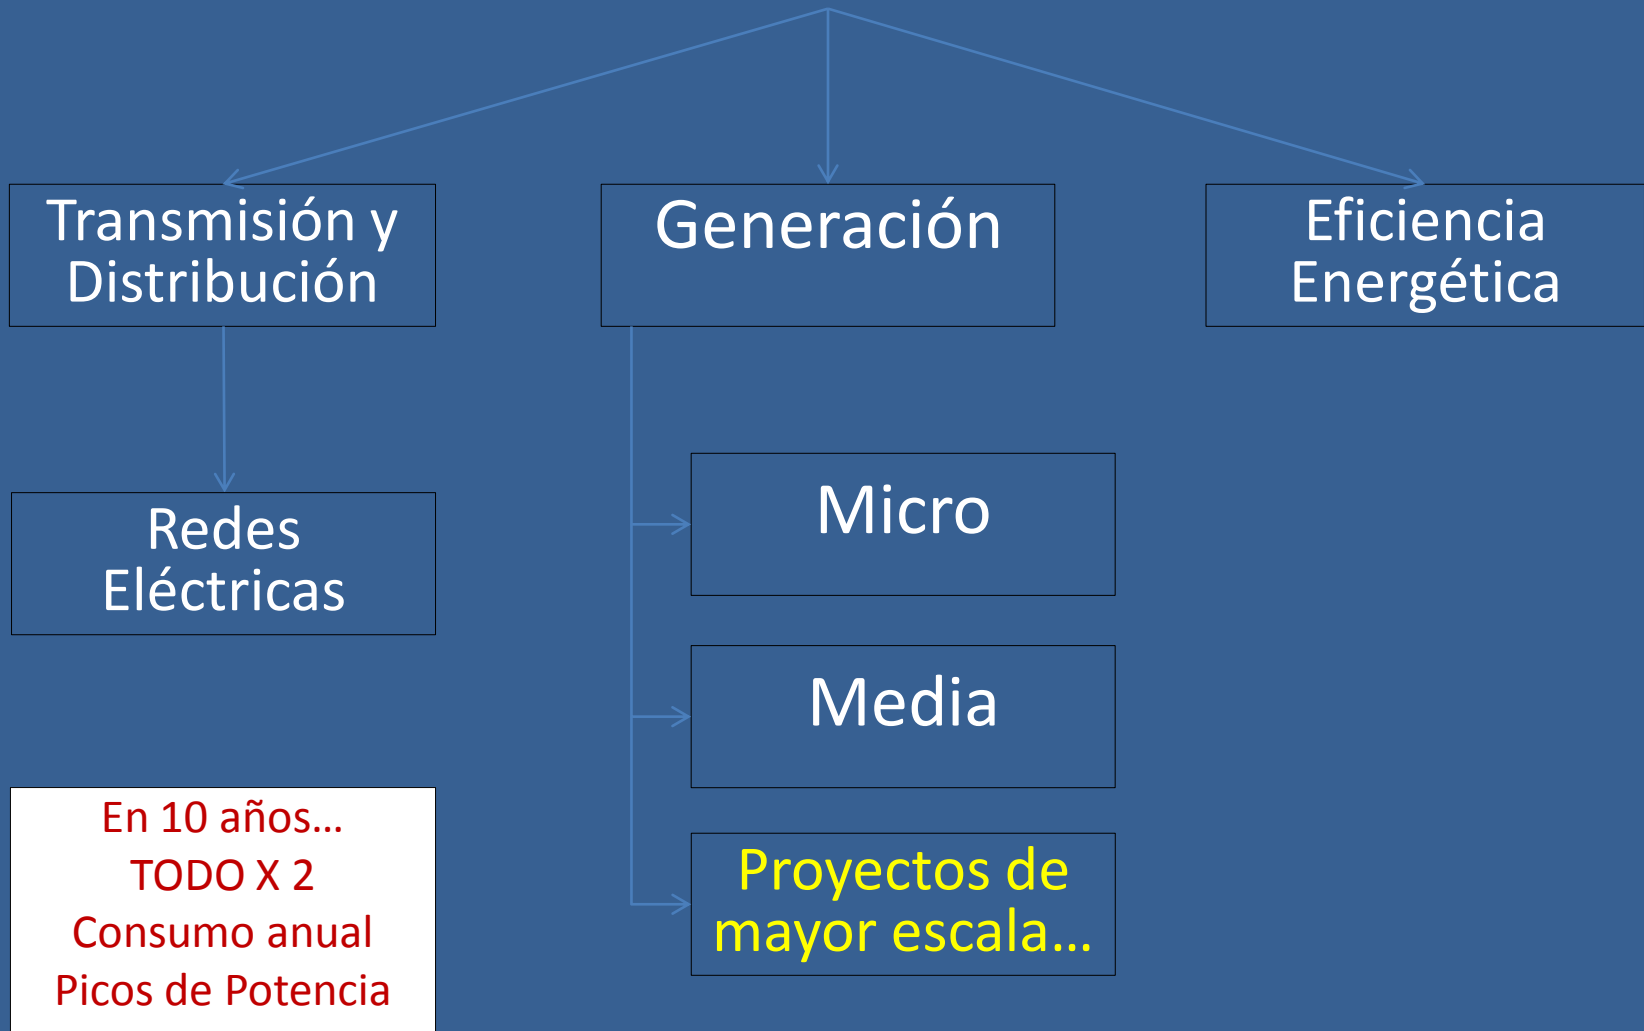 Transmisión y
Distribución
Generación
Eficiencia
Energética
Redes
Eléctricas
Micro
Media
Proyectos de
mayor escala...
En 10 años...
TODO X 2
Consumo anual
Picos de Potencia